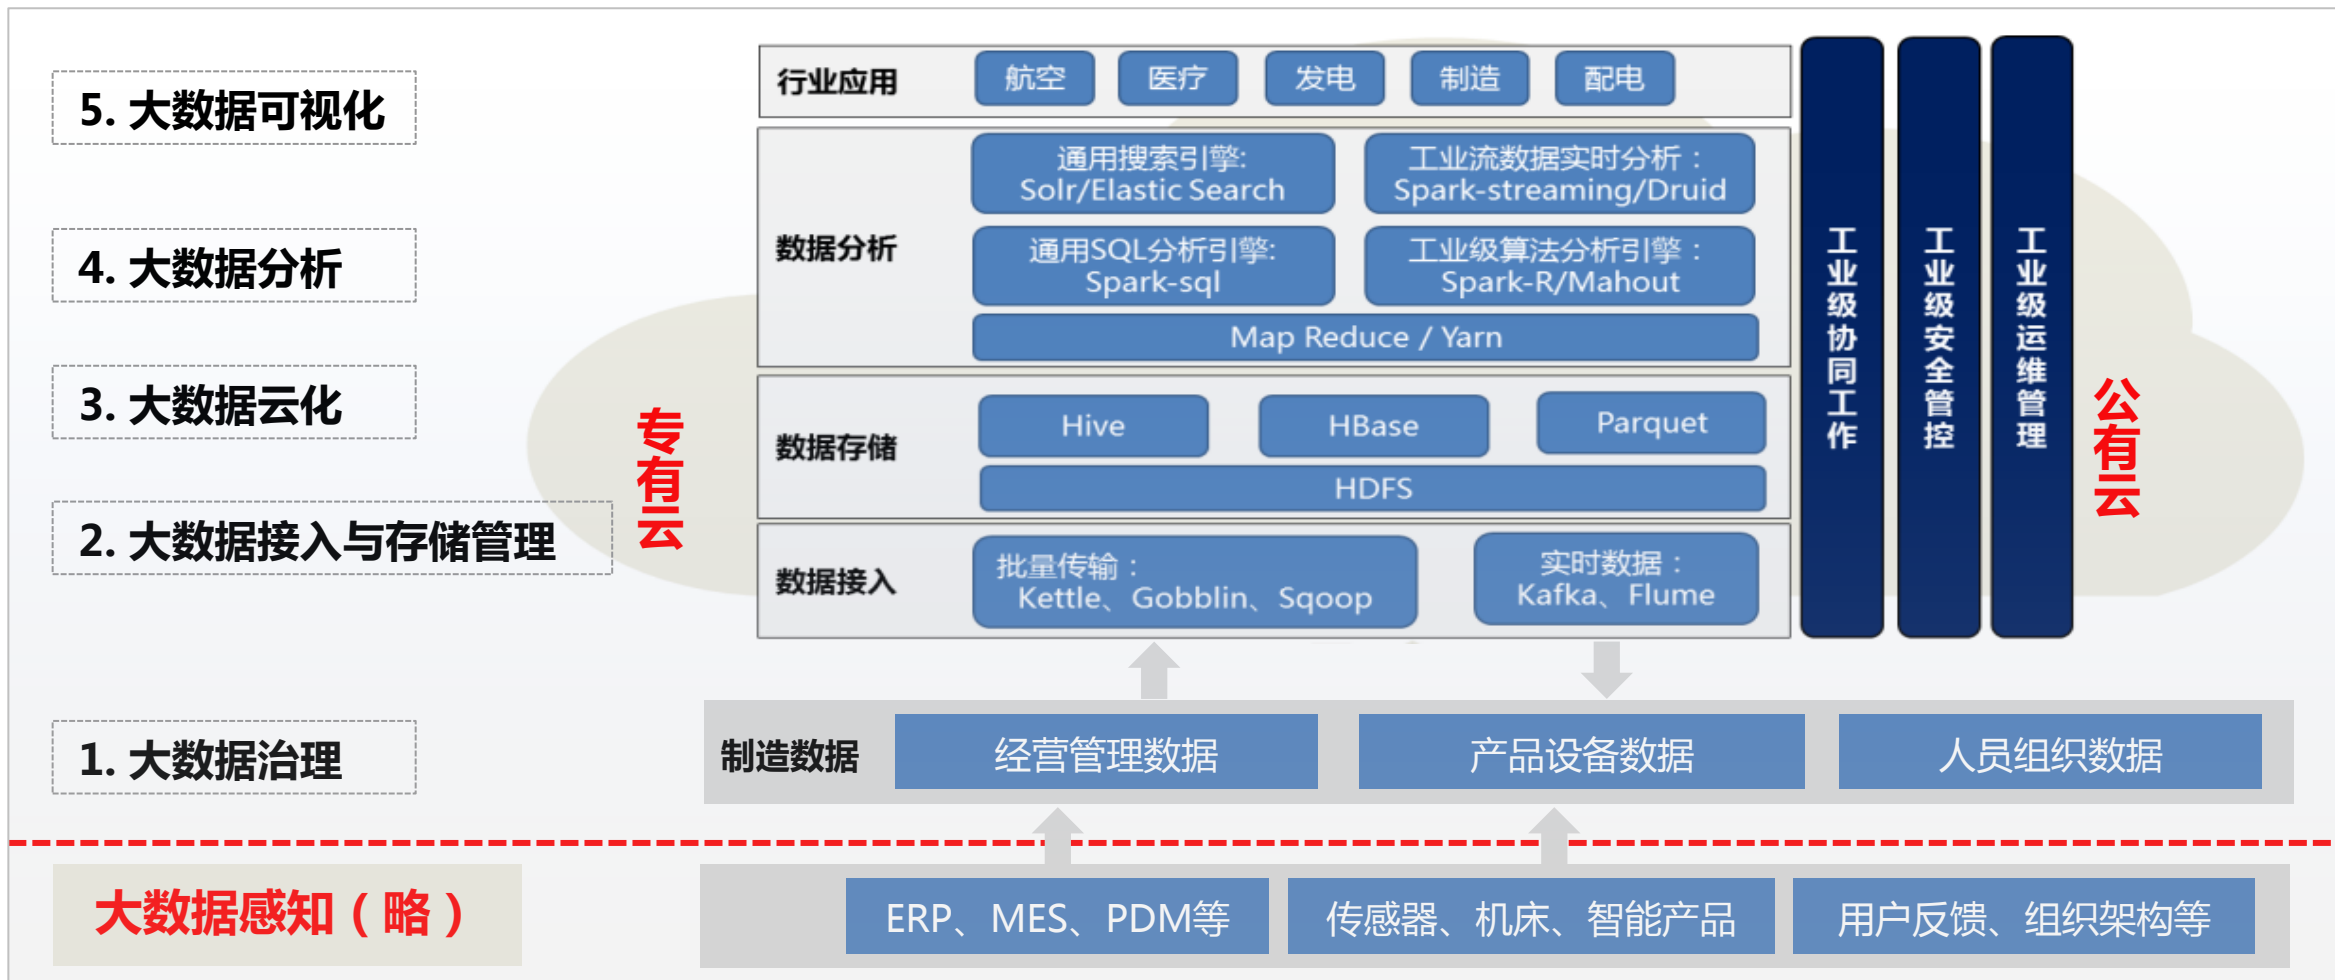 5. 大数据可视化
4. 大数据分析
3. 大数据云化
2. 大数据接入与存储管理
1. 大数据治理
大数据感知（略）
专有云
行业应用
航空
医疗
发电
制造
配电
数据分析
通用搜索引擎:
Solr/Elastic Search
工业流数据实时分析：
Spark-streaming/Druid
通用SQL分析引擎:
Spark-sql
工业级算法分析引擎：
Spark-R/Mahout
Map Reduce / Yarn
数据存储
Hive
HBase
Parquet
HDFS
数据接入
批量传输：
Kettle、Gobblin、Sqoop
实时数据：
Kafka、Flume
工业级协同工作
工业级安全管控
工业级运维管理
公有云
制造数据
经营管理数据
产品设备数据
人员组织数据
ERP、MES、PDM等
传感器、机床、智能产品
用户反馈、组织架构等